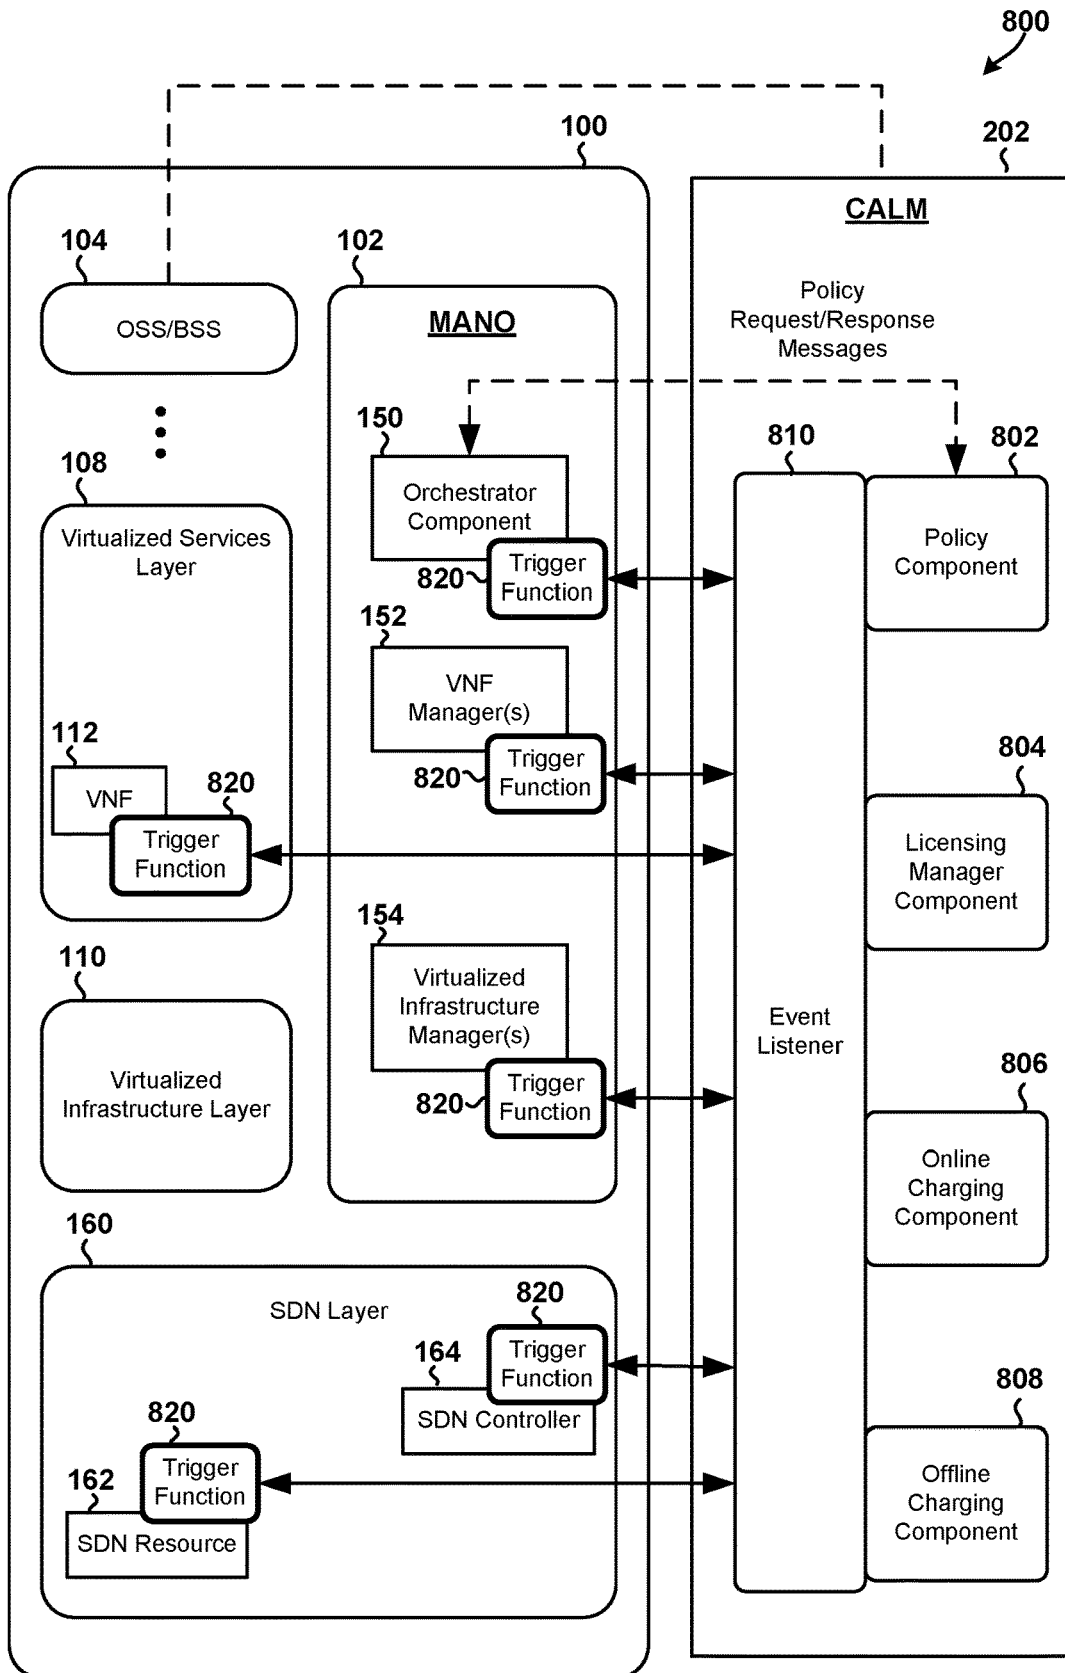 800
100
202
CALM
104
102
OSS/BSS
MANO
Policy
Request/Response
Messages
150
810
802
108
Orchestrator
Component
Virtualized Services
Layer
Policy
Component
820
Trigger
Function
152
VNF
Manager(s)
820
Trigger
Function
112
VNF
820
Trigger
Function
804
Licensing
Manager
Component
154
110
Virtualized
Infrastructure
Manager(s)
Event
Listener
Virtualized
Infrastructure Layer
820
Trigger
Function
806
Online
Charging
Component
160
SDN Layer
820
Trigger
Function
164
SDN Controller
808
820
Trigger
Function
162
SDN Resource
Offline
Charging
Component